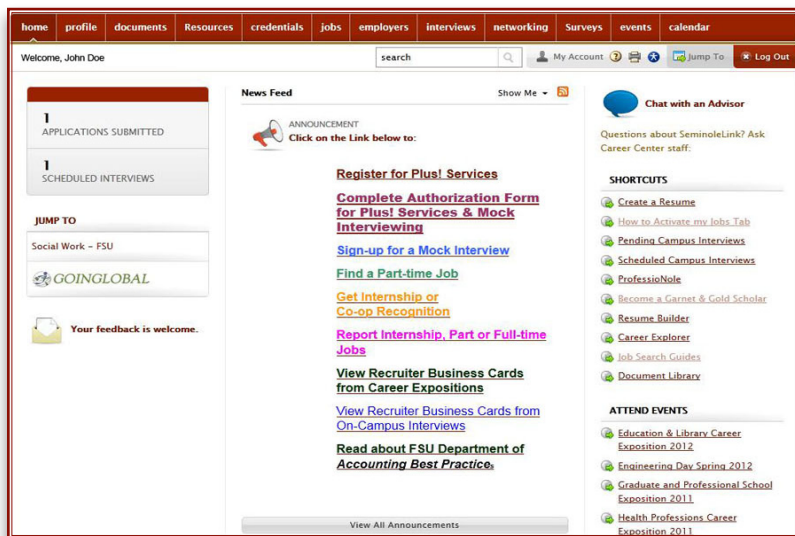 home profile documents Resources credentials jobs employers interviews networking Surveys events calendar
Welcome, John Doe
search
My Account
Jump To
Log Out
1
APPLICATIONS SUBMITTED
1
SCHEDULED INTERVIEWS
JUMP TO
Social Work - FSU
GOINGLOBAL
Your feedback is welcome.
News Feed
Show Me
ANNOUNCEMENT
Click on the Link below to:
Register for Plus! Services
Complete Authorization Form
for Plus! Services & Mock
Interviewing
Sign-up for a Mock Interview
Find a Part-time Job
Get Internship or
Co-op Recognition
Report Internship, Part or Full-time
Jobs
View Recruiter Business Cards
from Career Expositions
View Recruiter Business Cards from
On-Campus Interviews
Read about FSU Department of
Accounting Best Practices
View All Announcements
Chat with an Advisor
Questions about SeminoleLink? Ask
Career Center staff:
SHORTCUTS
Create a Resume
How to Activate my Jobs Tab
Pending Campus Interviews
Scheduled Campus Interviews
ProfessioNole
Become a Garnet & Gold Scholar
Resume Builder
Career Explorer
Job Search Guides
Document Library
ATTEND EVENTS
Education & Library Career
Exposition 2012
Engineering Day Spring 2012
Graduate and Professional School
Exposition 2011
Health Professions Career
Exposition 2011